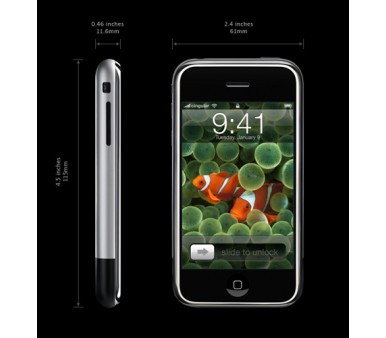 0.46 inches
11.6mm
2.4 inches
61mm
4.5 inches
115mm
cingular
9:41
Tuesday, January 9
slide to unlock